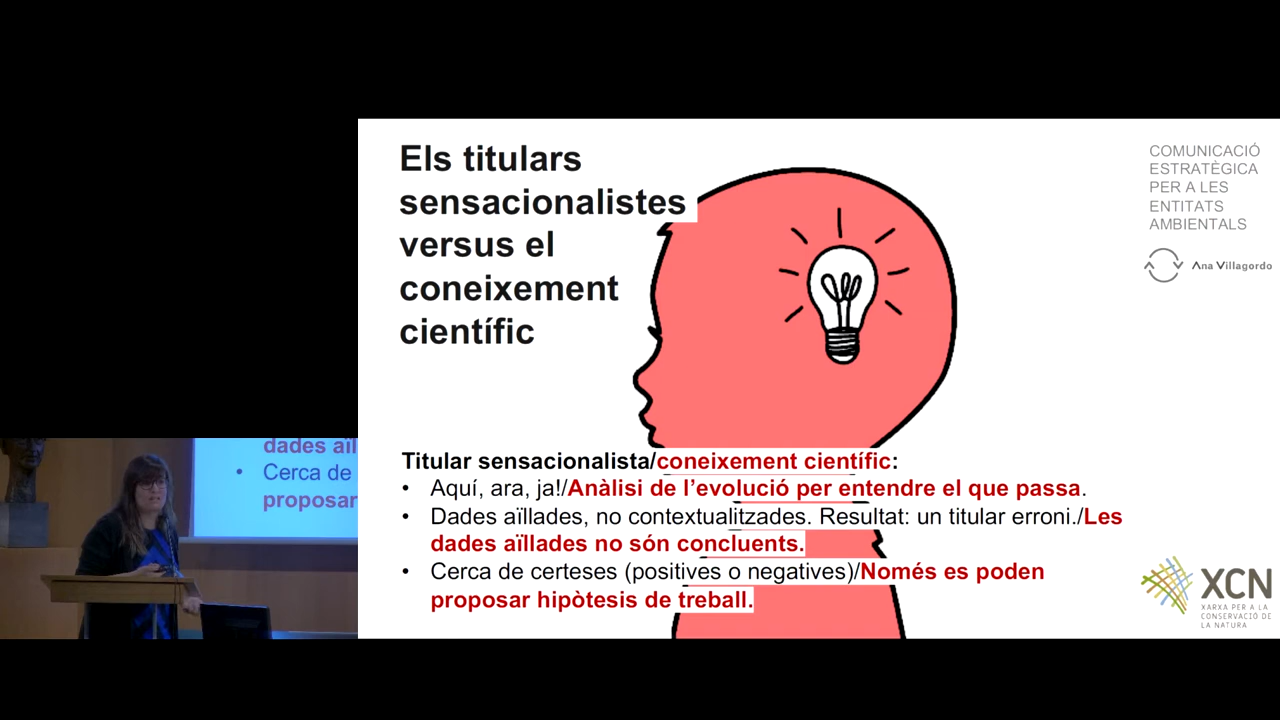 Els titulars
sensacionalistes
versus el
coneixement
científic
COMUNICACIÓ
ESTRATÈGICA
PER A LES
ENTITATS
AMBIENTALS
Ana Villagordo
Titular sensacionalista/coneixement científic:
• Aquí, ara, ja!/Anàlisi de l’evolució per entendre el que passa.
• Dades aïllades, no contextualitzades. Resultat: un titular erroni./Les
dades aïllades no són concluents.
• Cerca de certeses (positives o negatives)/Només es poden
proposar hipòtesis de treball.
XCN
XARXA PER A LA
CONSERVACIÓ DE
LA NATURA
dades aïl
• Cerca de
proposar